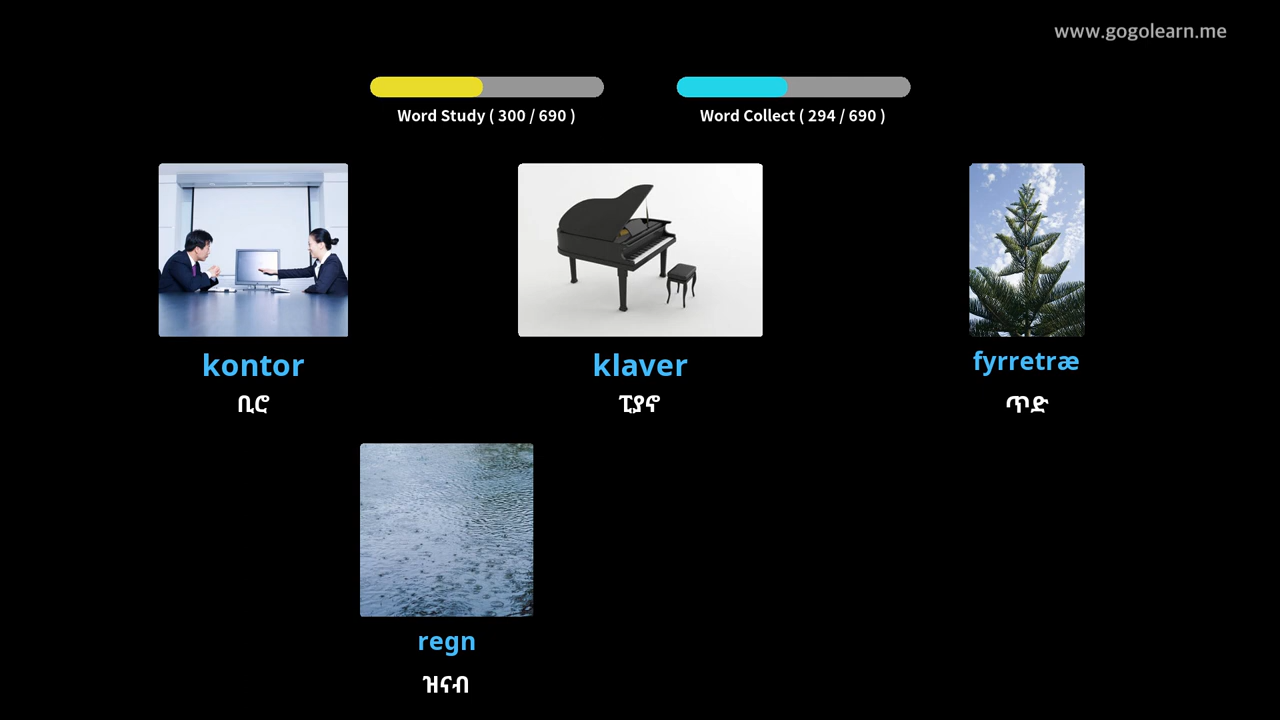 www.gogolearn.me
Word Study ( 300 / 690 )
Word Collect ( 294 / 690 )
kontor
klaver
fyrretræ
ቢሮ
ፒያኖ
ጥድ
regn
ዝናብ